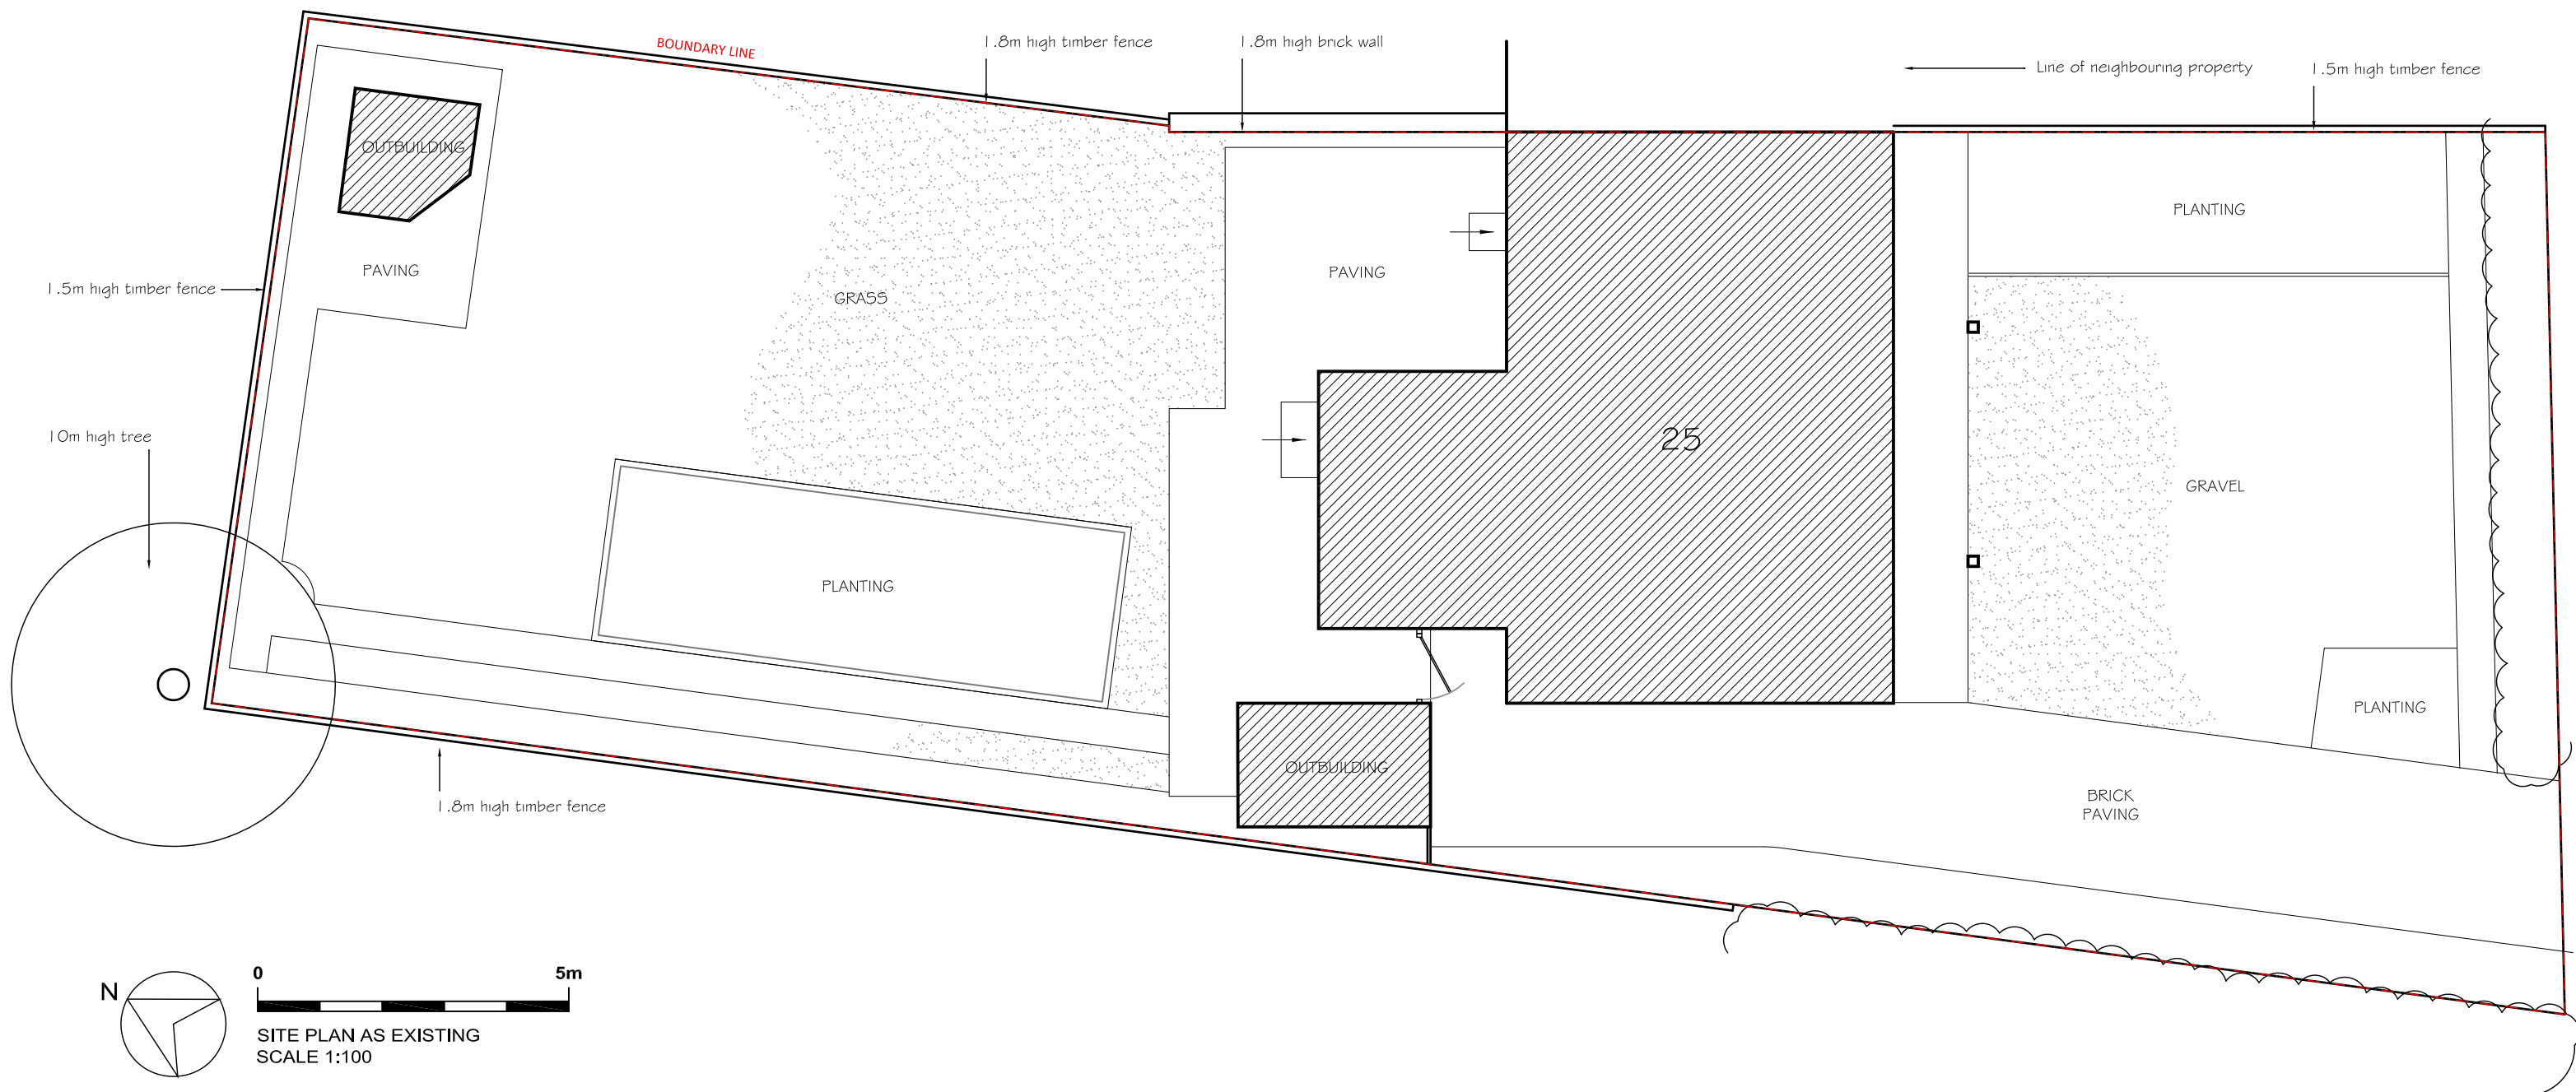 BOUNDARY LINE
1.8m high timber fence
1.8m high brick wall
Line of neighbouring property
1.5m high timber fence
OUTBUILDING
PLANTING
PAVING
PAVING
1.5m high timber fence
GRASS
10m high tree
25
GRAVEL
PLANTING
PLANTING
OUTBUILDING
1.8m high timber fence
BRICK
PAVING
N
0 5m
SITE PLAN AS EXISTING
SCALE 1:100